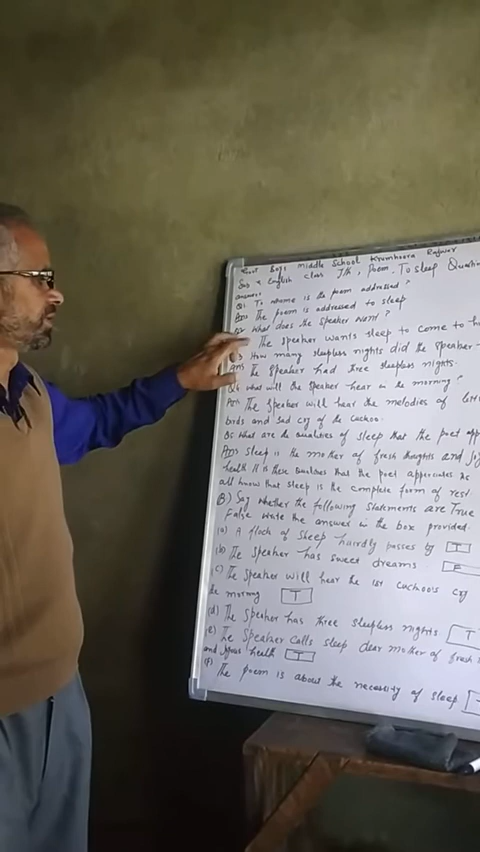 Govt Boys middle School Krumhoora Rajwar
Sub : English class 7th, Poem. To sleep Question
answers
Q1 To whome is the poem addressed?
Ans The poem is addressed to sleep
Q2 What does the Speaker want?
The speaker wants sleep to come to h
Q3 How many sleepless nights did the speaker
Ans The Speaker had three sleepless nights.
Q4 what will the speaker hear in the morning?
Ans The Speaker will hear the melodies of
birds and sad cry of the cuckoo.
Q5 what are the qualities of sleep that the poet app
Ans sleep is the mother of fresh thoughts and joy
health It is these qualities that the poet appreciates
all know that sleep is the complete form of rest
(B) Say whether the following statements are True
False write the answer in the box provided.
(a) A flock of Sheep passes by T
(b) The Speaker has sweet dreams F
(c) The Speaker will hear the 1st cuckoo's cry
the morning T
(d) The Speaker has three sleepless nights T
(e) The Speaker calls sleep dear mother of fresh
and joyous health T
(f) The poem is about the necessity of sleep